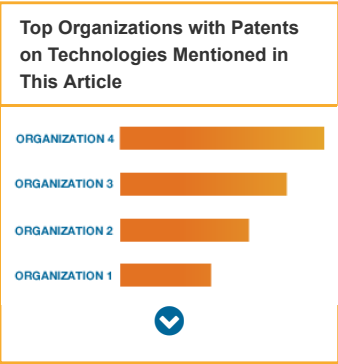 Top Organizations with Patents
on Technologies Mentioned in
This Article
ORGANIZATION 4
ORGANIZATION 3
ORGANIZATION 2
ORGANIZATION 1